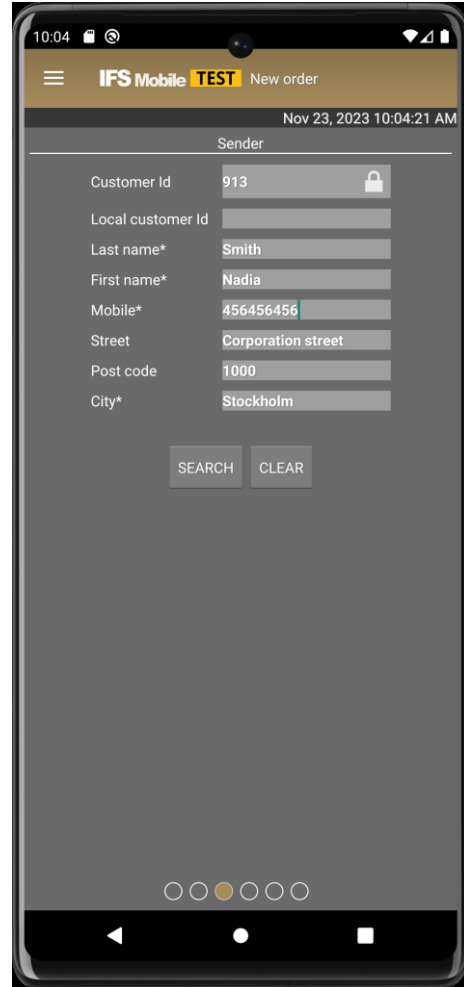 10:04
IFS Mobile TEST New order
Nov 23, 2023 10:04:21 AM
Sender
Customer Id 913
Local customer Id
Last name* Smith
First name* Nadia
Mobile* 456456456
Street Corporation street
Post code 1000
City* Stockholm
SEARCH CLEAR